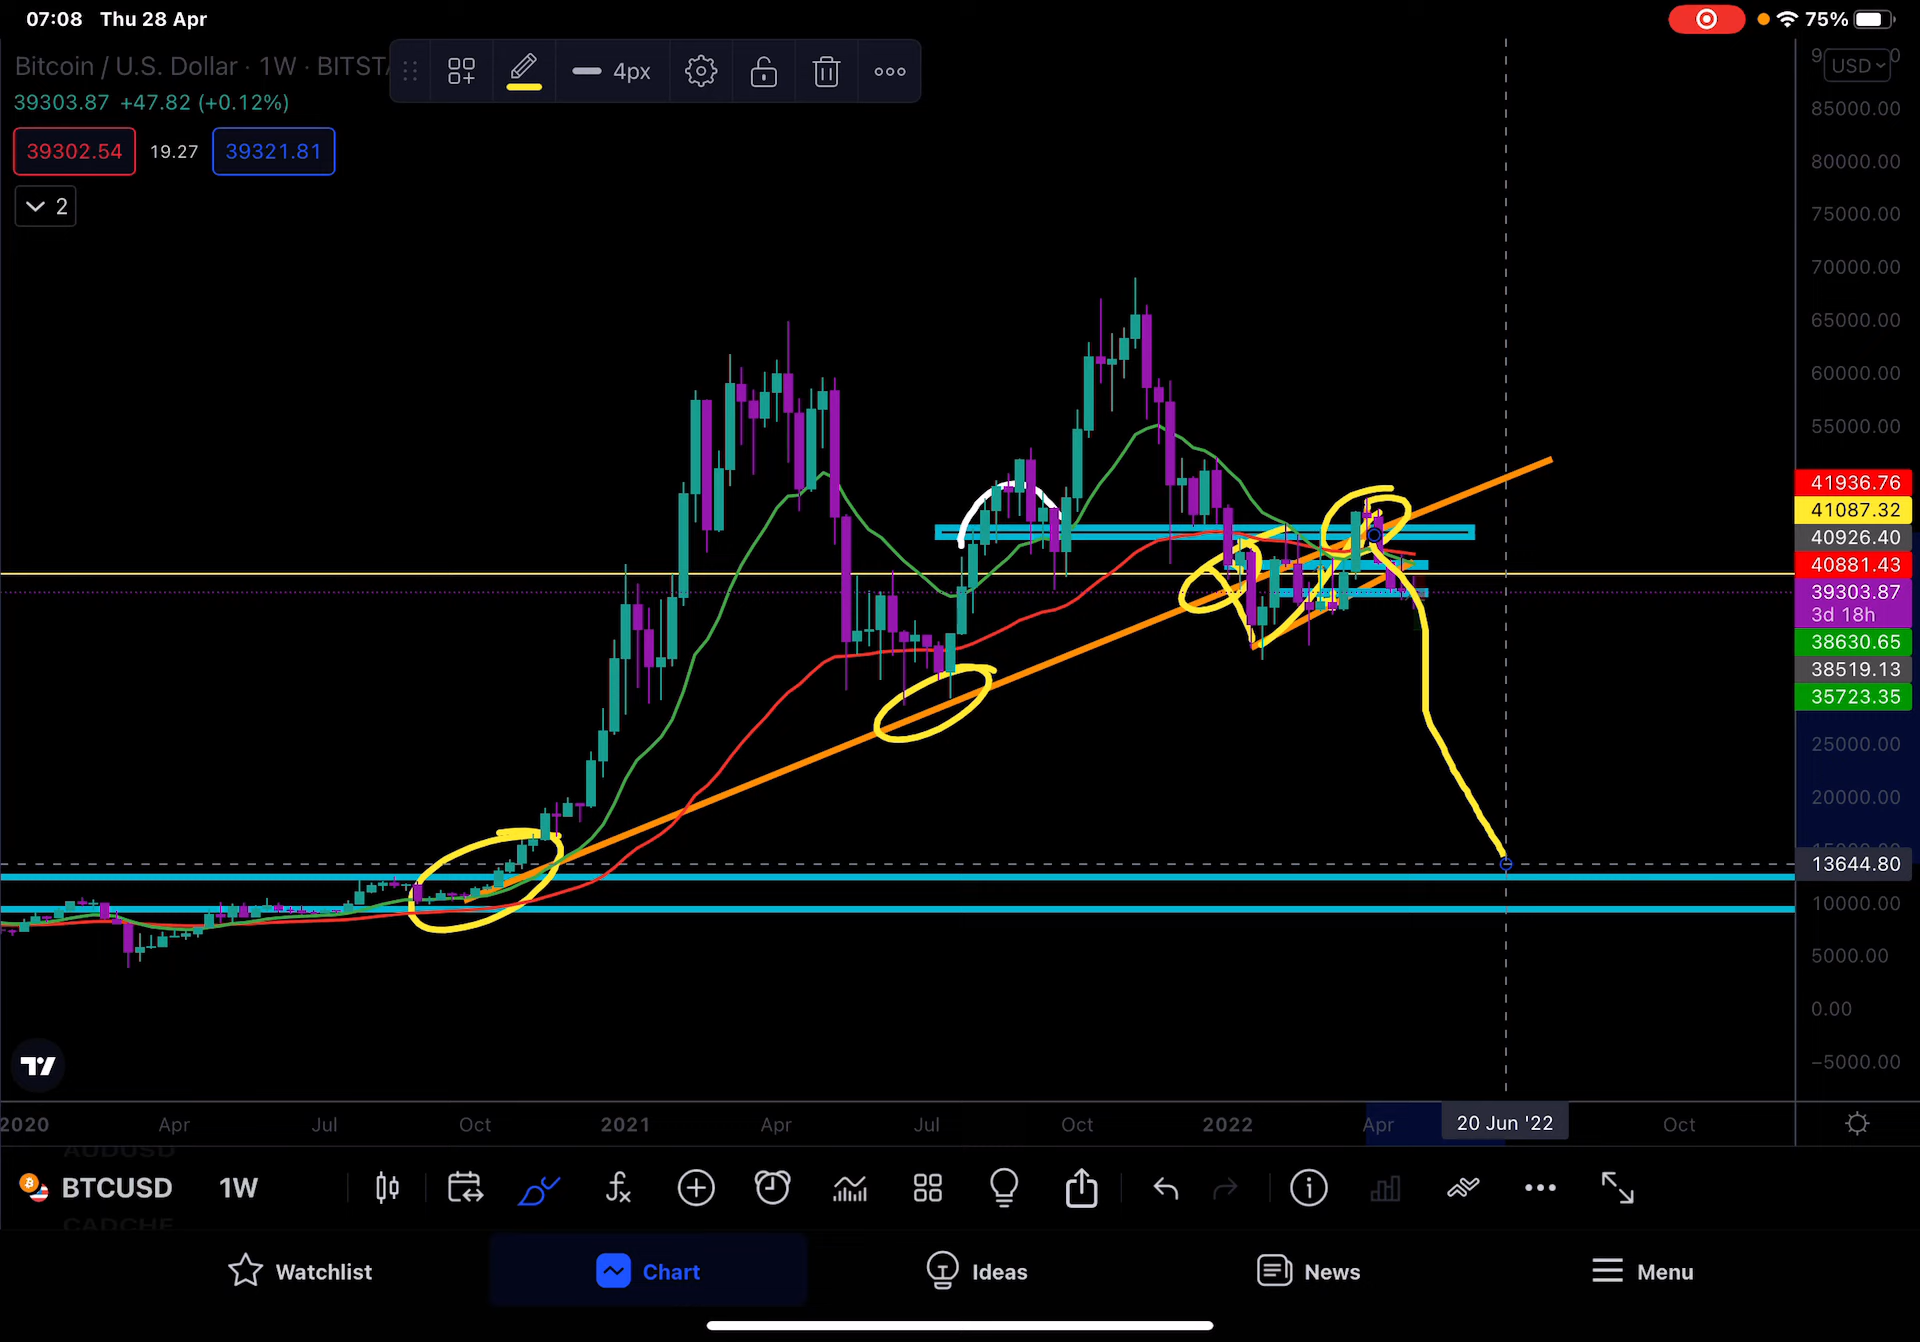 07:08 Thu 28 Apr
75%
Bitcoin / U.S. Dollar · 1W · BITST
4px
USD
39303.87 +47.82 (+0.12%)
39302.54 19.27 39321.81
2
85000.00
80000.00
75000.00
70000.00
65000.00
60000.00
55000.00
41936.76
41087.32
40926.40
40881.43
39303.87
3d 18h
38630.65
38519.13
35723.35
25000.00
20000.00
13644.80
10000.00
5000.00
0.00
−5000.00
2020 Apr Jul Oct 2021 Apr Jul Oct 2022 Apr 20 Jun '22 Oct
AUDUSD
BTCUSD 1W
CADCHF
Watchlist Chart Ideas News Menu